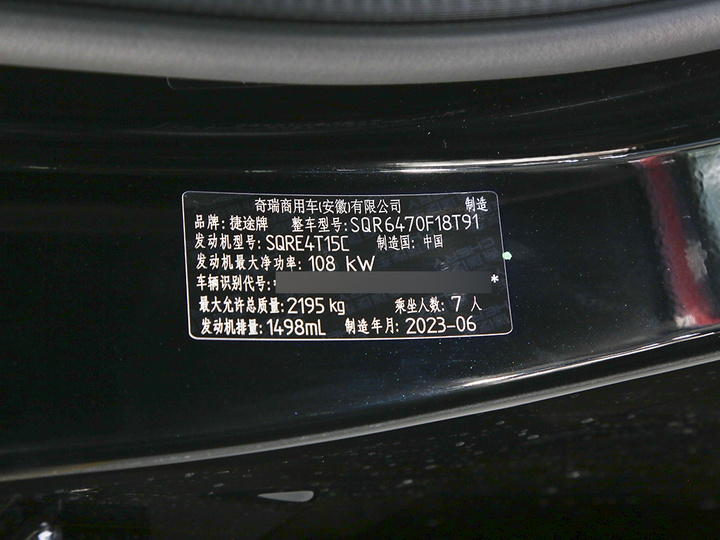 奇瑞商用车(安徽)有限公司 制造
品牌: 捷途牌 整车型号:SQR6470F18T91
发动机型号: SQRE4T15C 制造国: 中国
发动机最大净功率: 108 kW
车辆识别代号:* *
最大允许总质量:2195 kg 乘坐人数: 7 人
发动机排量:1498mL 制造年月: 2023-06